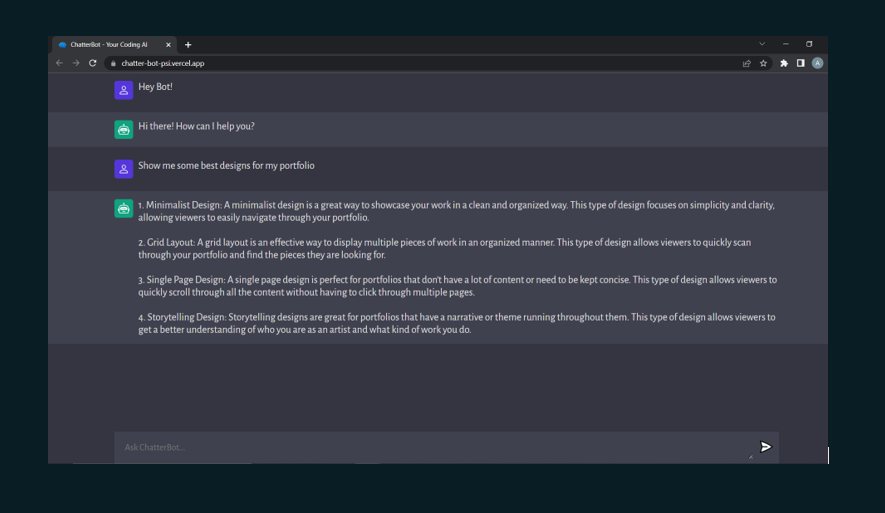 ChatterBot - Your Coding AI
chatter-bot-psi.vercel.app
A
Hey Bot!
Hi there! How can I help you?
Show me some best designs for my portfolio
1. Minimalist Design: A minimalist design is a great way to showcase your work in a clean and organized way. This type of design focuses on simplicity and clarity,
allowing viewers to easily navigate through your portfolio.
2. Grid Layout: A grid layout is an effective way to display multiple pieces of work in an organized manner. This type of design allows viewers to quickly scan
through your portfolio and find the pieces they are looking for.
3. Single Page Design: A single page design is perfect for portfolios that don't have a lot of content or need to be kept concise. This type of design allows viewers to
quickly scroll through all the content without having to click through multiple pages.
4. Storytelling Design: Storytelling designs are great for portfolios that have a narrative or theme running throughout them. This type of design allows viewers to
get a better understanding of who you are as an artist and what kind of work you do.
Ask ChatterBot...